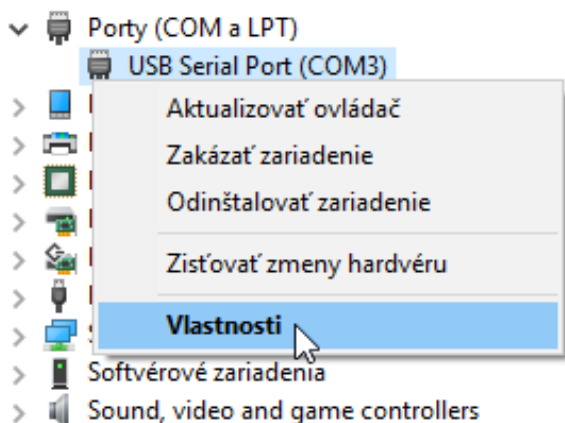 Porty (COM a LPT)
USB Serial Port (COM3)
Aktualizovať ovládač
Zakázať zariadenie
Odinštalovať zariadenie
Zisťovať zmeny hardvéru
Vlastnosti
Softvérové zariadenia
Sound, video and game controllers